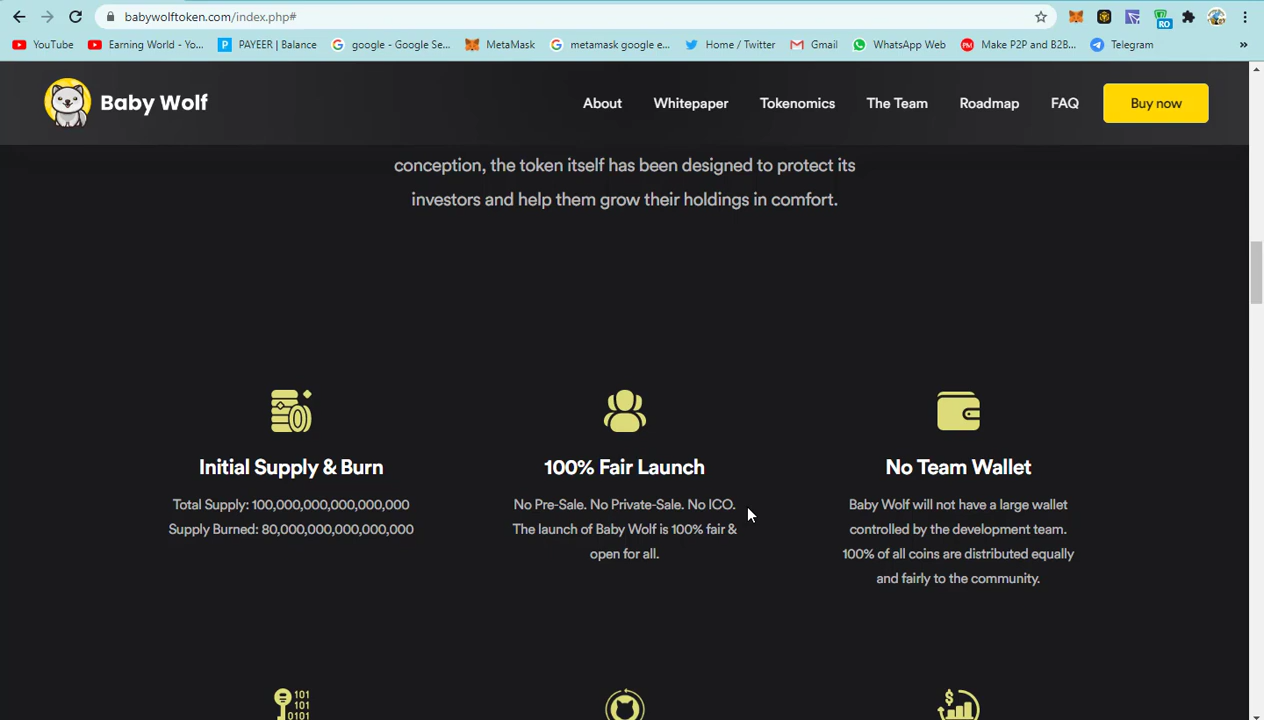 babywolftoken.com/index.php#
RO
YouTube
Earning World - Yo...
PAYEER | Balance
google - Google Se...
MetaMask
metamask google e...
Home / Twitter
Gmail
WhatsApp Web
PM
Make P2P and B2B...
Telegram
»
Baby Wolf
About
Whitepaper
Tokenomics
The Team
Roadmap
FAQ
Buy now
conception, the token itself has been designed to protect its
investors and help them grow their holdings in comfort.
Initial Supply & Burn
Total Supply: 100,000,000,000,000,000
Supply Burned: 80,000,000,000,000,000
100% Fair Launch
No Pre-Sale. No Private-Sale. No ICO.
The launch of Baby Wolf is 100% fair &
open for all.
No Team Wallet
Baby Wolf will not have a large wallet
controlled by the development team.
100% of all coins are distributed equally
and fairly to the community.
101
101
0101
$